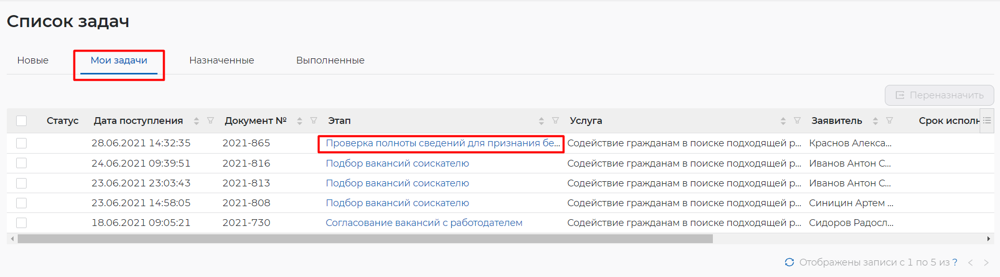 Список задач
Новые Мои задачи Назначенные Выполненные
Переназначить
Статус Дата поступления Документ № Этап Услуга Заявитель Срок исполн
28.06.2021 14:32:35 2021-865 Проверка полноты сведений для признания бе... Содействие гражданам в поиске подходящей р... Краснов Алекса...
24.06.2021 09:39:51 2021-816 Подбор вакансий соискателю Содействие гражданам в поиске подходящей р... Иванов Антон С...
23.06.2021 23:03:43 2021-813 Подбор вакансий соискателю Содействие гражданам в поиске подходящей р... Иванов Антон С...
23.06.2021 14:58:05 2021-808 Подбор вакансий соискателю Содействие гражданам в поиске подходящей р... Синицин Артем ...
18.06.2021 09:05:21 2021-730 Согласование вакансий с работодателем Содействие гражданам в поиске подходящей р... Сидоров Радосл...
Отображены записи с 1 по 5 из ?